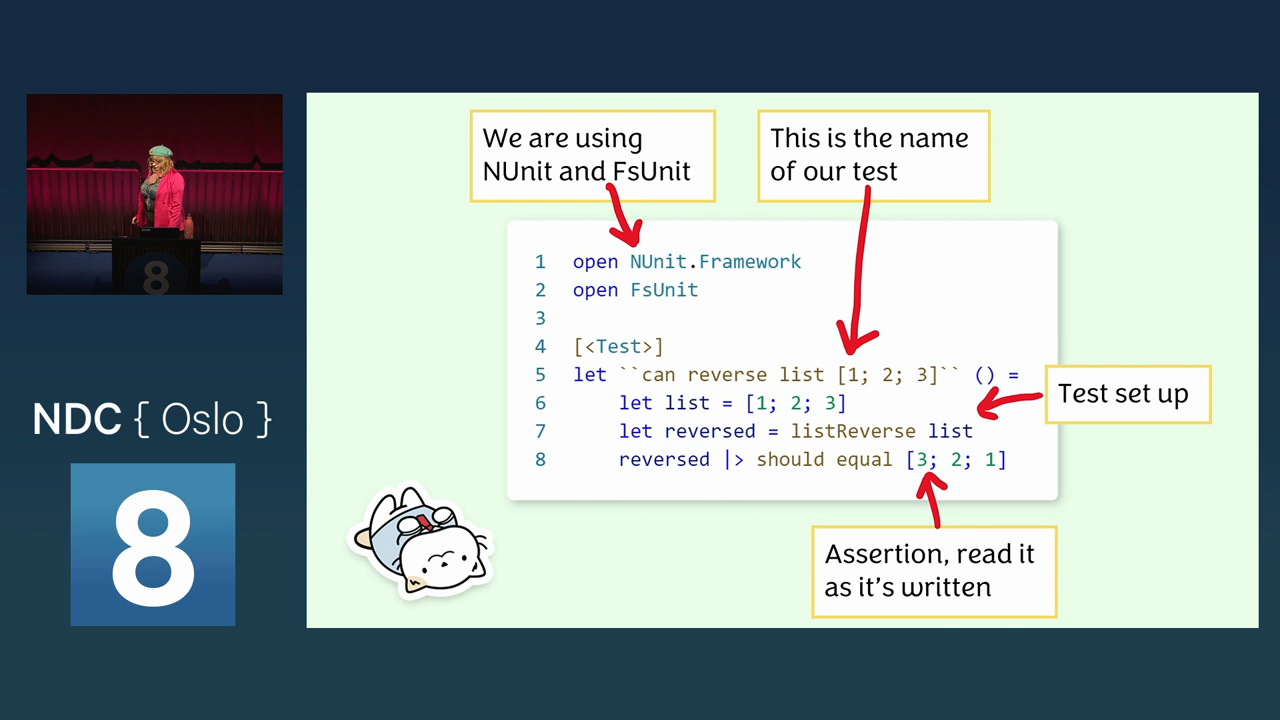 We are using
NUnit and FsUnit
This is the name
of our test
1 open NUnit.Framework
2 open FsUnit
3
4 [<Test>]
5 let ``can reverse list [1; 2; 3]`` () =
6     let list = [1; 2; 3]
7     let reversed = listReverse list
8     reversed |> should equal [3; 2; 1]
Test set up
Assertion, read it
as it's written
8
NDC { Oslo }
8